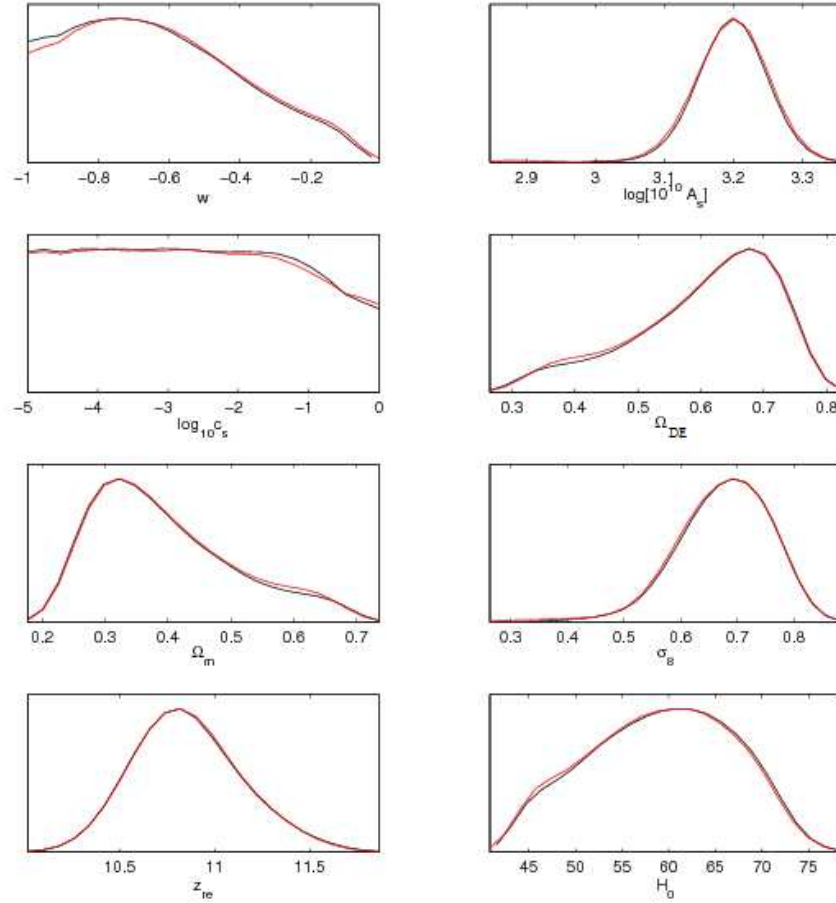 −1 −0.8 −0.6 −0.4 −0.2
w
2.9 3 3.1 3.2 3.3
log[10^10 A_s]
−5 −4 −3 −2 −1 0
log_10 c_s
0.3 0.4 0.5 0.6 0.7 0.8
Ω_DE
0.2 0.3 0.4 0.5 0.6 0.7
Ω_m
0.3 0.4 0.5 0.6 0.7 0.8
σ_8
10.5 11 11.5
z_re
45 50 55 60 65 70 75
H_0